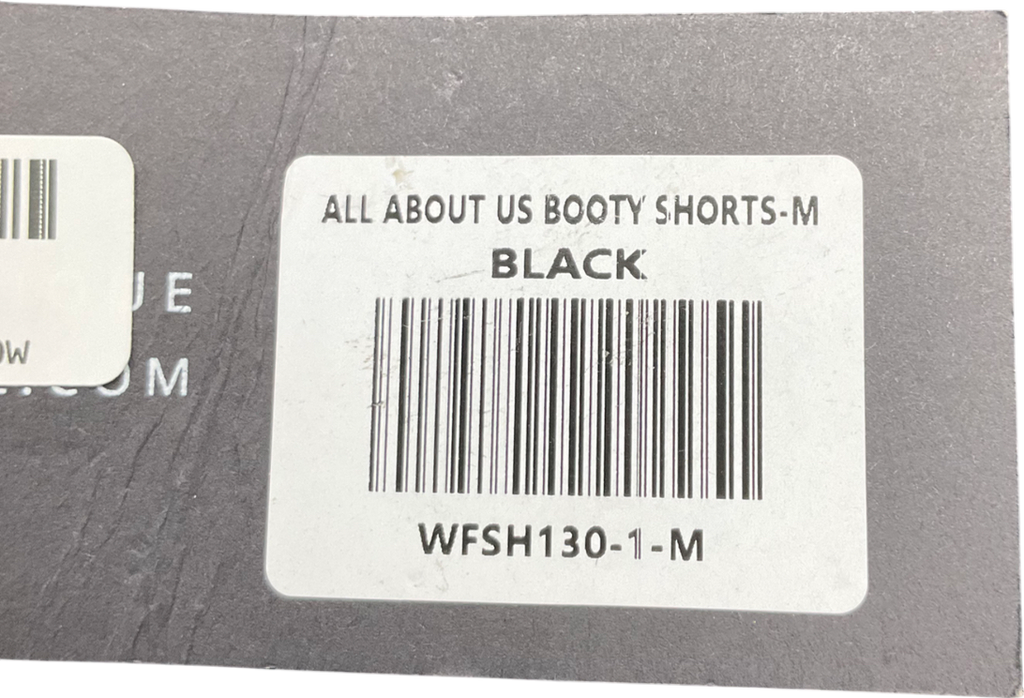 ALL ABOUT US BOOTY SHORTS-M
BLACK
WFSH130-1-M